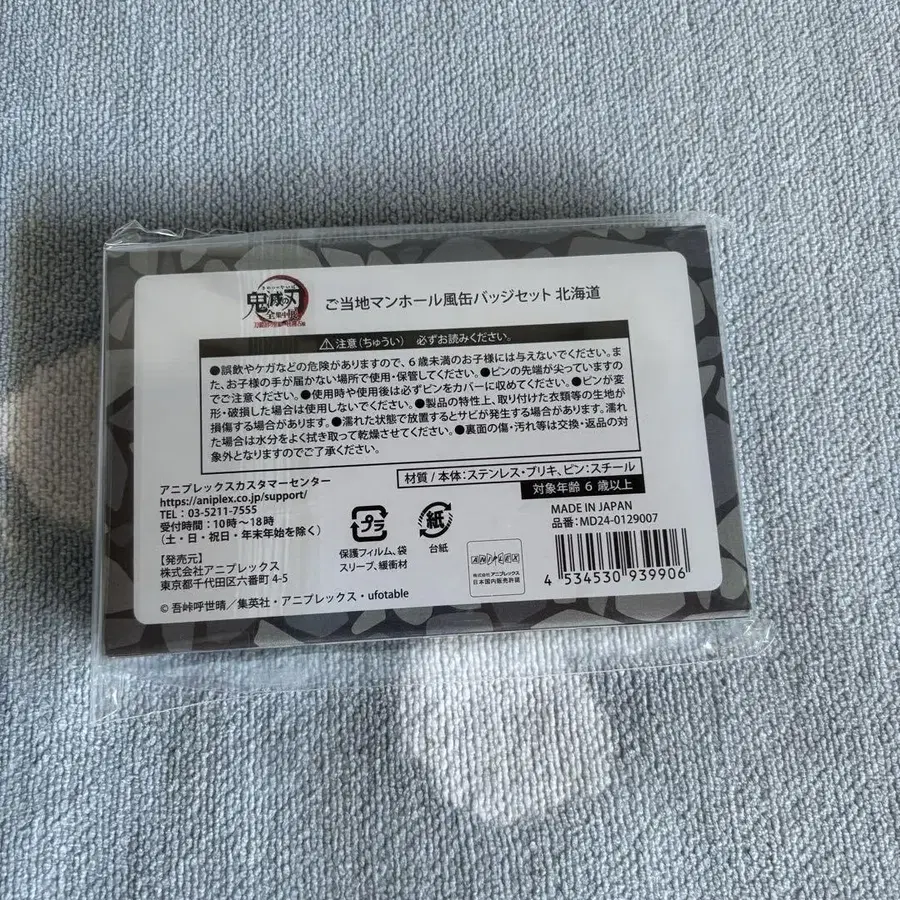 鬼滅の刃
全集中展
ご当地マンホール風缶バッジセット 北海道
⚠ 注意(ちゅうい) 必ずお読みください。
●誤飲やケガなどの危険がありますので、6歳未満のお子様には与えないでください。ま
た、お子様の手が届かない場所で使用・保管してください。●ピンの先端が尖っていますの
でご注意ください。●使用時や使用後は必ずピンをカバーに収めてください。●ピンが変
形・破損した場合は使用しないでください。●製品の特性上、取り付けた衣類等の生地が
損傷する場合があります。●濡れた状態で放置するとサビが発生する場合があります。濡れ
た場合は水分をよく拭き取って乾燥させてください。●裏面の傷・汚れ等は交換・返品の対
象外となりますのでご了承ください。
材質 / 本体:ステンレス・ブリキ、ピン:スチール
対象年齢 6 歳以上
アニプレックスカスタマーセンター
https://aniplex.co.jp/support/
TEL : 03-5211-7555
受付時間:10時~18時
(土・日・祝日・年末年始を除く)
【発売元】
株式会社アニプレックス
東京都千代田区六番町 4-5
プラ
保護フィルム、袋
スリーブ、緩衝材
紙
台紙
MADE IN JAPAN
品番:MD24-0129007
ANIPLEX
株式会社アニプレックス
日本国内販売許諾
4 534530 939906
© 吾峠呼世晴/集英社・アニプレックス・ufotable